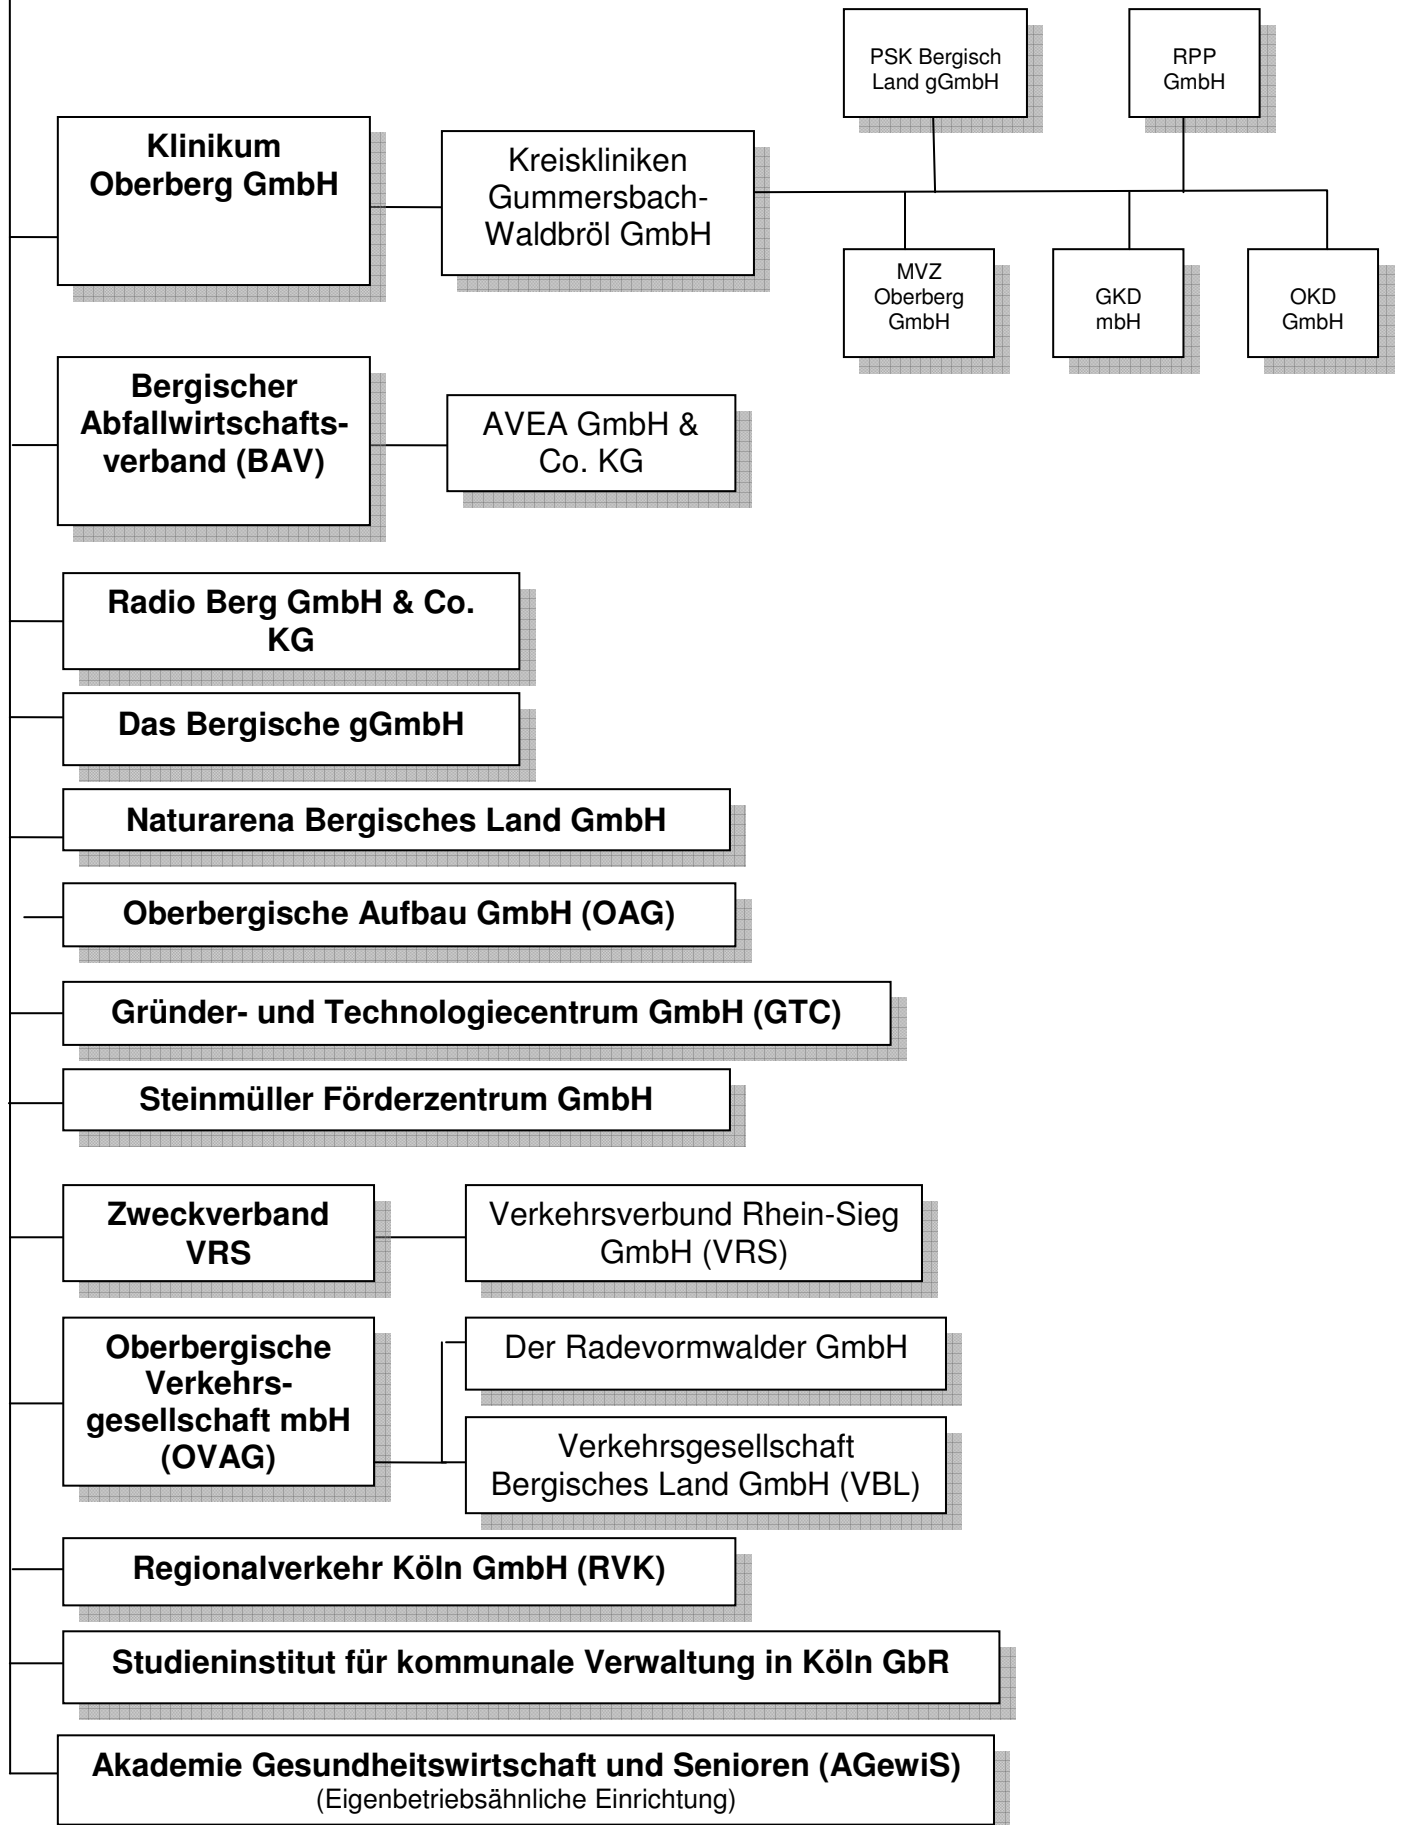 PSK Bergisch
Land gGmbH
RPP
GmbH
Klinikum
Oberberg GmbH
Kreiskliniken
Gummersbach-
Waldbröl GmbH
MVZ
Oberberg
GmbH
GKD
mbH
OKD
GmbH
Bergischer
Abfallwirtschafts-
verband (BAV)
AVEA GmbH &
Co. KG
Radio Berg GmbH & Co.
KG
Das Bergische gGmbH
Naturarena Bergisches Land GmbH
Oberbergische Aufbau GmbH (OAG)
Gründer- und Technologiecentrum GmbH (GTC)
Steinmüller Förderzentrum GmbH
Zweckverband
VRS
Verkehrsverbund Rhein-Sieg
GmbH (VRS)
Oberbergische
Verkehrs-
gesellschaft mbH
(OVAG)
Der Radevormwalder GmbH
Verkehrsgesellschaft
Bergisches Land GmbH (VBL)
Regionalverkehr Köln GmbH (RVK)
Studieninstitut für kommunale Verwaltung in Köln GbR
Akademie Gesundheitswirtschaft und Senioren (AGewiS)
(Eigenbetriebsähnliche Einrichtung)